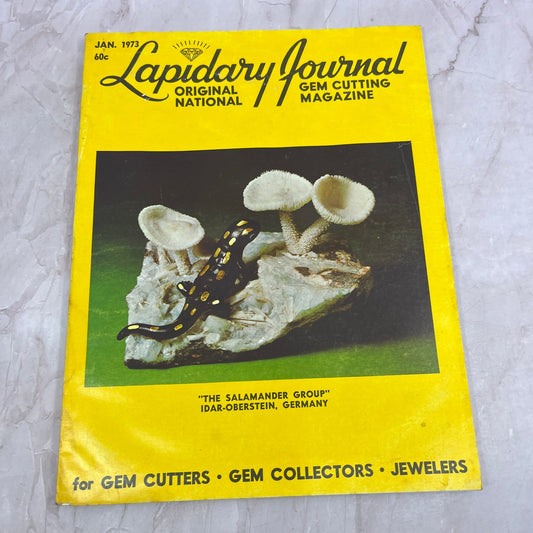 JAN. 1973
60c
Lapidary Journal
ORIGINAL NATIONAL
GEM CUTTING MAGAZINE
"THE SALAMANDER GROUP"
IDAR-OBERSTEIN, GERMANY
for GEM CUTTERS • GEM COLLECTORS • JEWELERS